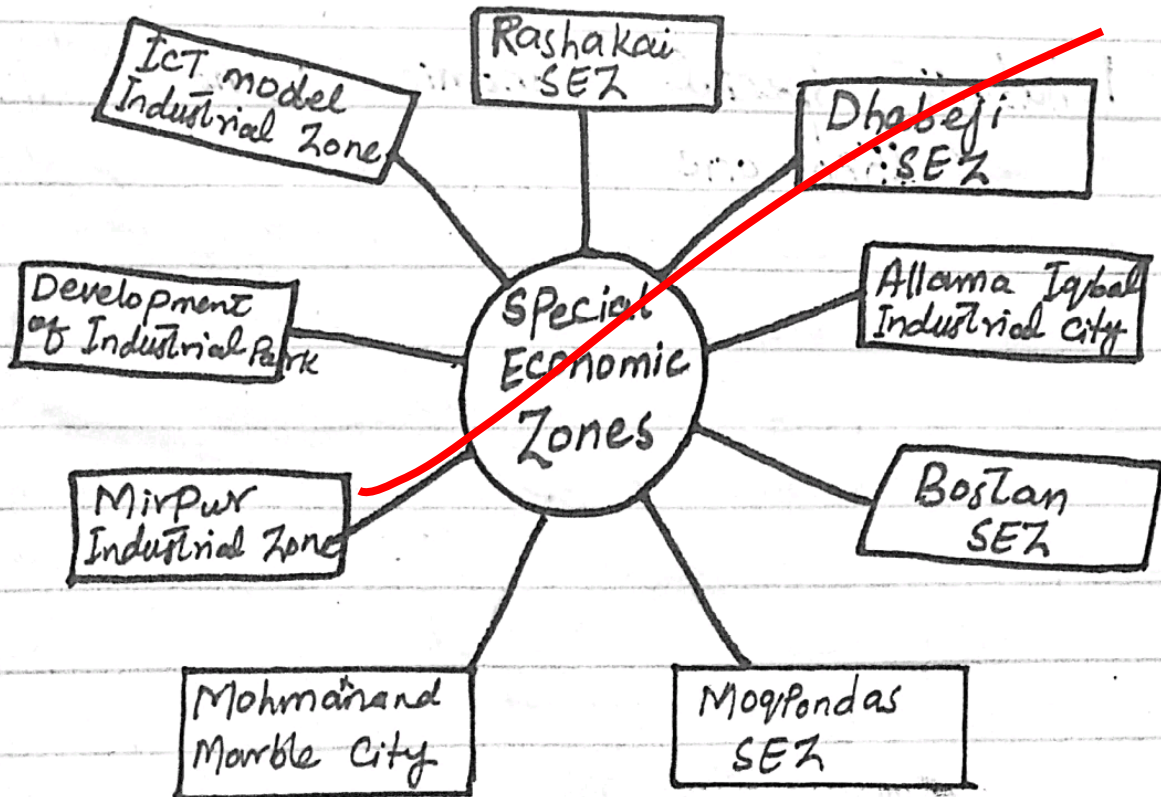 Rashakai
SEZ
ICT model
Industrial Zone
Dhabeji
SEZ
Development
of Industrial Park
Special
Economic
Zones
Allama Iqbal
Industrial City
Mirpur
Industrial Zone
Bostan
SEZ
Mohmanand
Marble City
Moqpondas
SEZ